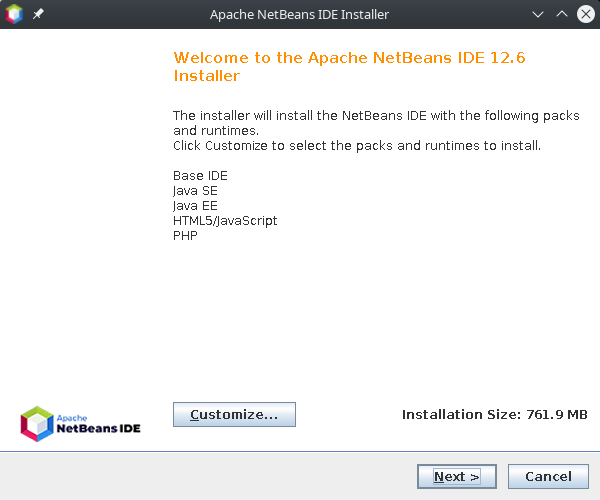 Apache NetBeans IDE Installer
Welcome to the Apache NetBeans IDE 12.6
Installer
The installer will install the NetBeans IDE with the following packs
and runtimes.
Click Customize to select the packs and runtimes to install.
Base IDE
Java SE
Java EE
HTML5/JavaScript
PHP
Apache
NetBeans IDE
Customize...
Installation Size: 761.9 MB
Next >
Cancel